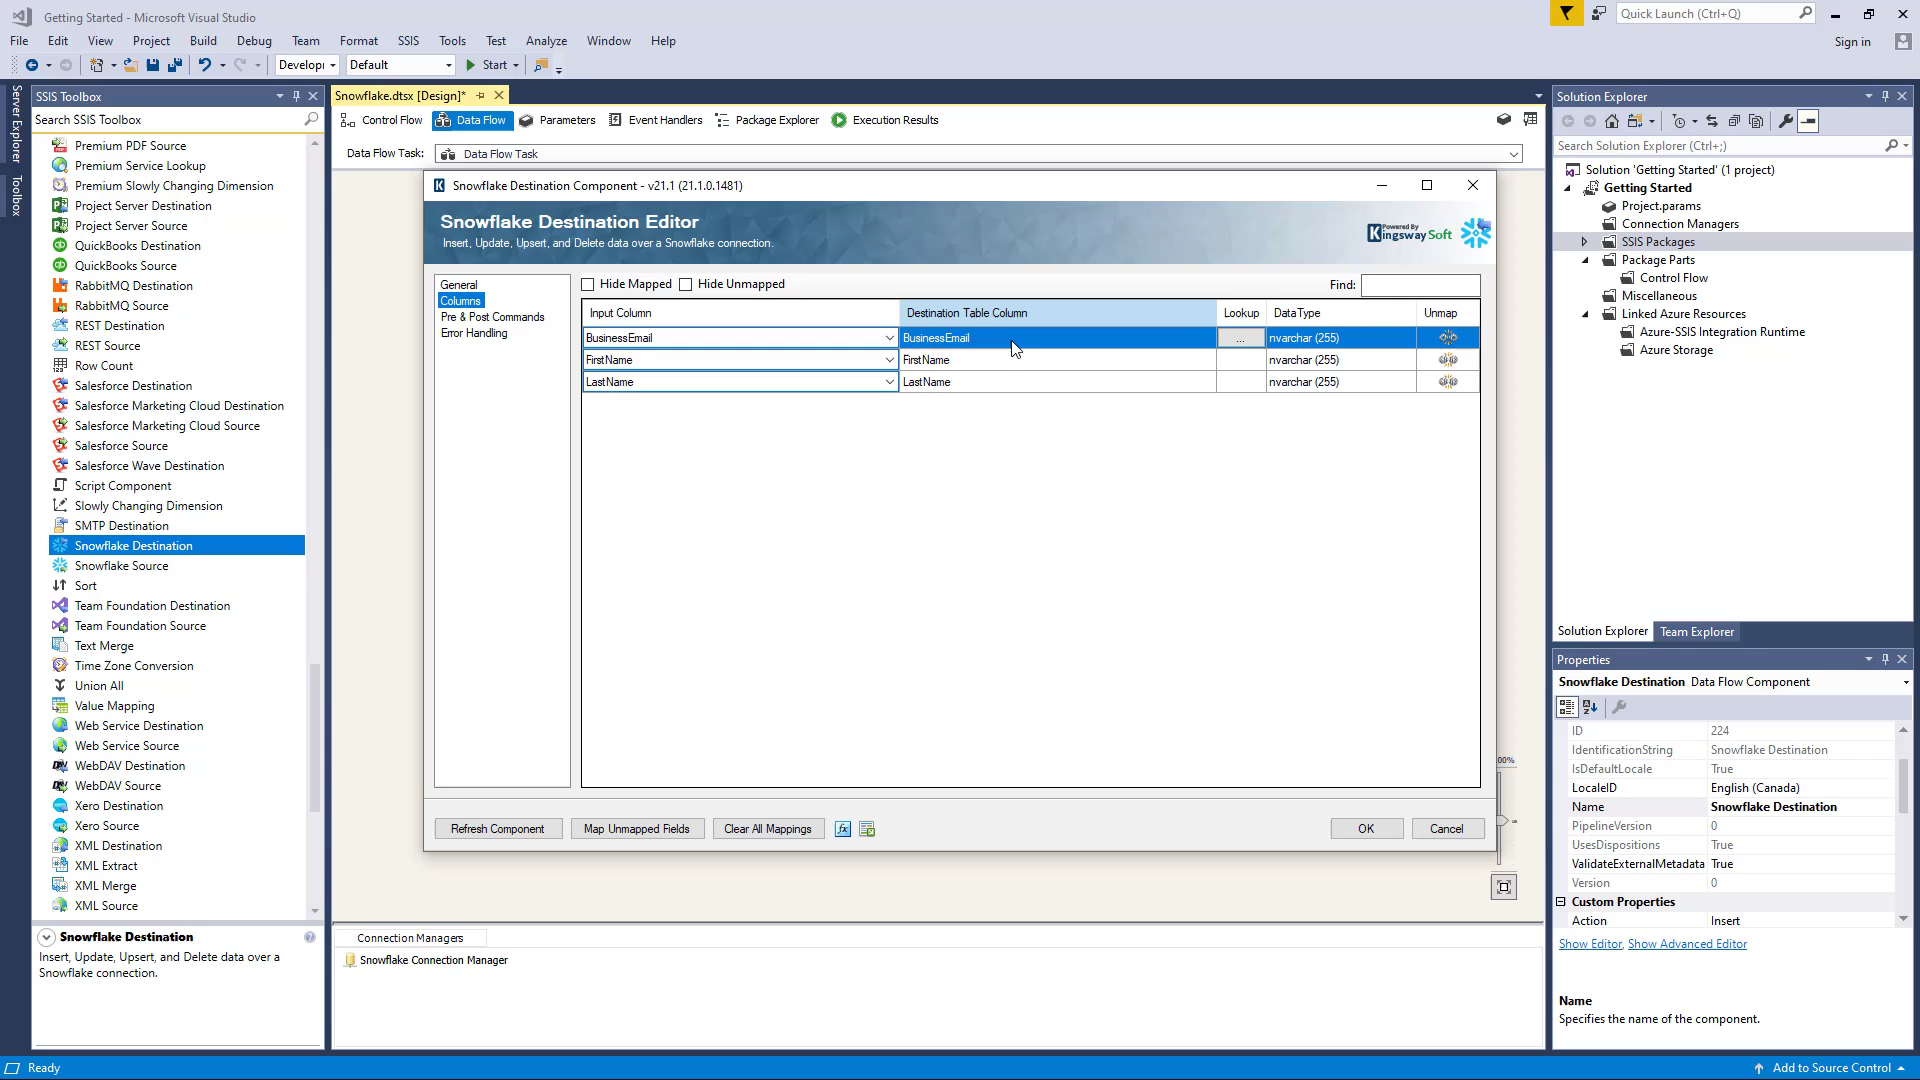 Getting Started - Microsoft Visual Studio
Quick Launch (Ctrl+Q)
File Edit View Project Build Debug Team Format SSIS Tools Test Analyze Window Help
Sign in
Develop Default Start
Server Explorer
Toolbox
SSIS Toolbox
Search SSIS Toolbox
Premium PDF Source
Premium Service Lookup
Premium Slowly Changing Dimension
Project Server Destination
Project Server Source
QuickBooks Destination
QuickBooks Source
RabbitMQ Destination
RabbitMQ Source
REST Destination
REST Source
Row Count
Salesforce Destination
Salesforce Marketing Cloud Destination
Salesforce Marketing Cloud Source
Salesforce Source
Salesforce Wave Destination
Script Component
Slowly Changing Dimension
SMTP Destination
Snowflake Destination
Snowflake Source
Sort
Team Foundation Destination
Team Foundation Source
Text Merge
Time Zone Conversion
Union All
Value Mapping
Web Service Destination
Web Service Source
WebDAV Destination
WebDAV Source
Xero Destination
Xero Source
XML Destination
XML Extract
XML Merge
XML Source
Snowflake Destination
Insert, Update, Upsert, and Delete data over a
Snowflake connection.
Snowflake.dtsx [Design]*
Control Flow Data Flow Parameters Event Handlers Package Explorer Execution Results
Data Flow Task: Data Flow Task
Snowflake Destination Component - v21.1 (21.1.0.1481)
Snowflake Destination Editor
Insert, Update, Upsert, and Delete data over a Snowflake connection.
Powered By
KingswaySoft
General
Columns
Pre & Post Commands
Error Handling
Hide Mapped Hide Unmapped Find:
Input Column Destination Table Column Lookup DataType Unmap
BusinessEmail BusinessEmail ... nvarchar (255)
FirstName FirstName nvarchar (255)
LastName LastName nvarchar (255)
Refresh Component Map Unmapped Fields Clear All Mappings fx OK Cancel
00%
Connection Managers
Snowflake Connection Manager
Solution Explorer
Search Solution Explorer (Ctrl+;)
Solution 'Getting Started' (1 project)
Getting Started
Project.params
Connection Managers
SSIS Packages
Package Parts
Control Flow
Miscellaneous
Linked Azure Resources
Azure-SSIS Integration Runtime
Azure Storage
Solution Explorer Team Explorer
Properties
Snowflake Destination Data Flow Component
ID 224
IdentificationString Snowflake Destination
IsDefaultLocale True
LocaleID English (Canada)
Name Snowflake Destination
PipelineVersion 0
UsesDispositions True
ValidateExternalMetadata True
Version 0
Custom Properties
Action Insert
Show Editor, Show Advanced Editor
Name
Specifies the name of the component.
Ready
Add to Source Control